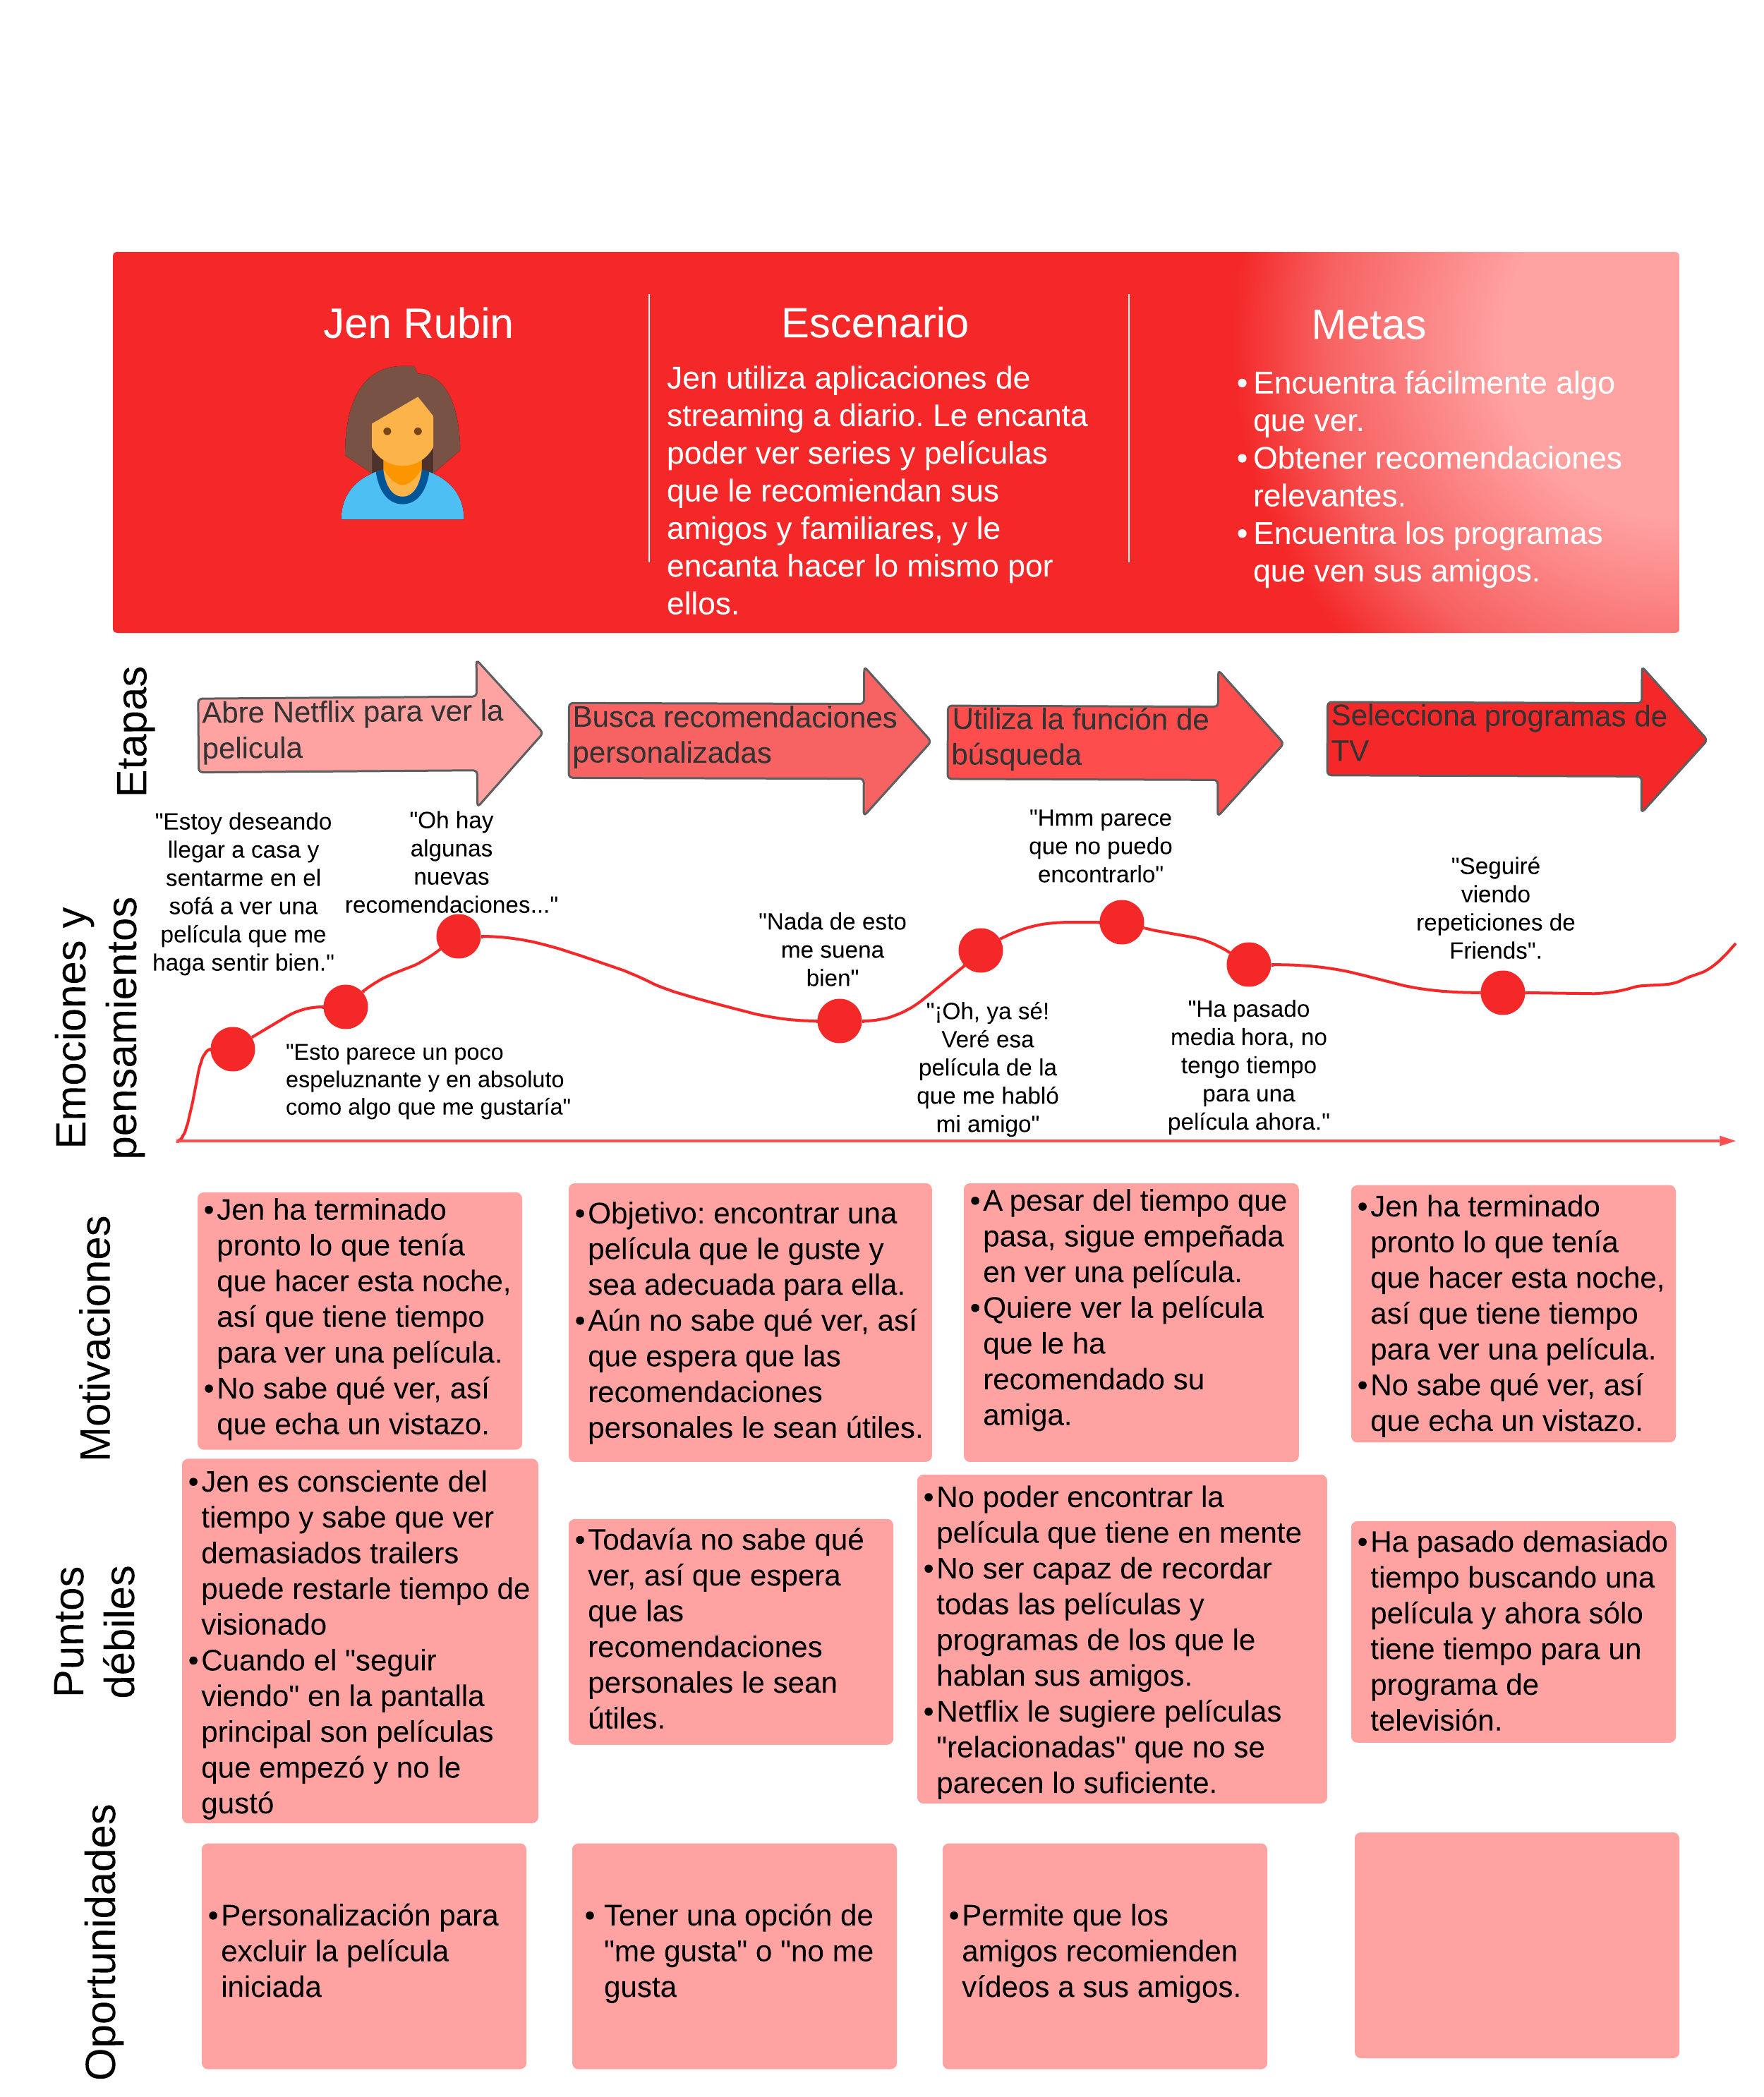 Jen Rubin
Escenario
Jen utiliza aplicaciones de
streaming a diario. Le encanta
poder ver series y películas
que le recomiendan sus
amigos y familiares, y le
encanta hacer lo mismo por
ellos.
Metas
• Encuentra fácilmente algo
que ver.
• Obtener recomendaciones
relevantes.
• Encuentra los programas
que ven sus amigos.
Etapas
Abre Netflix para ver la
pelicula
Busca recomendaciones
personalizadas
Utiliza la función de
búsqueda
Selecciona programas de
TV
Emociones y
pensamientos
"Estoy deseando
llegar a casa y
sentarme en el
sofá a ver una
película que me
haga sentir bien."
"Oh hay
algunas
nuevas
recomendaciones..."
"Esto parece un poco
espeluznante y en absoluto
como algo que me gustaría"
"Nada de esto
me suena
bien"
"¡Oh, ya sé!
Veré esa
película de la
que me habló
mi amigo"
"Hmm parece
que no puedo
encontrarlo"
"Ha pasado
media hora, no
tengo tiempo
para una
película ahora."
"Seguiré
viendo
repeticiones de
Friends".
Motivaciones
• Jen ha terminado
pronto lo que tenía
que hacer esta noche,
así que tiene tiempo
para ver una película.
• No sabe qué ver, así
que echa un vistazo.
• Objetivo: encontrar una
película que le guste y
sea adecuada para ella.
• Aún no sabe qué ver, así
que espera que las
recomendaciones
personales le sean útiles.
• A pesar del tiempo que
pasa, sigue empeñada
en ver una película.
• Quiere ver la película
que le ha
recomendado su
amiga.
• Jen ha terminado
pronto lo que tenía
que hacer esta noche,
así que tiene tiempo
para ver una película.
• No sabe qué ver, así
que echa un vistazo.
Puntos
débiles
• Jen es consciente del
tiempo y sabe que ver
demasiados trailers
puede restarle tiempo de
visionado
• Cuando el "seguir
viendo" en la pantalla
principal son películas
que empezó y no le
gustó
• Todavía no sabe qué
ver, así que espera
que las
recomendaciones
personales le sean
útiles.
• No poder encontrar la
película que tiene en mente
• No ser capaz de recordar
todas las películas y
programas de los que le
hablan sus amigos.
• Netflix le sugiere películas
"relacionadas" que no se
parecen lo suficiente.
• Ha pasado demasiado
tiempo buscando una
película y ahora sólo
tiene tiempo para un
programa de
televisión.
Oportunidades
• Personalización para
excluir la película
iniciada
• Tener una opción de
"me gusta" o "no me
gusta
• Permite que los
amigos recomienden
vídeos a sus amigos.